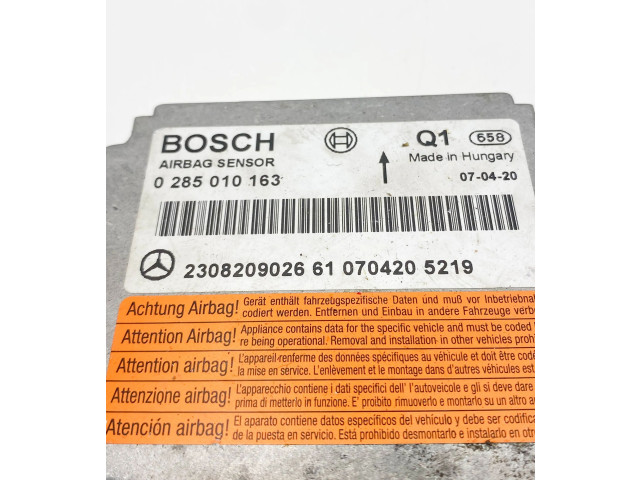 BOSCH
Q1 658
AIRBAG SENSOR
Made in Hungary
0 285 010 163
07-04-20
2308209026 61 070420 5219
Achtung Airbag! Gerät enthält fahrzeugspezifische Daten und muß vor Inbetriebnah
codiert werden. Entfernen und Einbau in andere Fahrzeuge verbo
Attention Airbag! Appliance contains data for the specific vehicle and must be coded
re being operated. Removal and installation in other vehicles prohi
Attention airbag! L'appareil renferme des données spécifiques au véhicule et doit être codé
la mise en service. L'enlèvement et le montage dans d'autres véhicules est
Attenzione airbag! L'apparecchio contiene i dati specifici dell' l'autoveicole e gli si deve dare
prima di metterlo in funzione. E' proibito rimuoverlo e montarlo su un altro au
Atención airbag! El aparato contiene datos específicos del vehículo y debe ser codifica
de la puesta en servicio. Está prohibido desmontarlo e instalarlo en otro